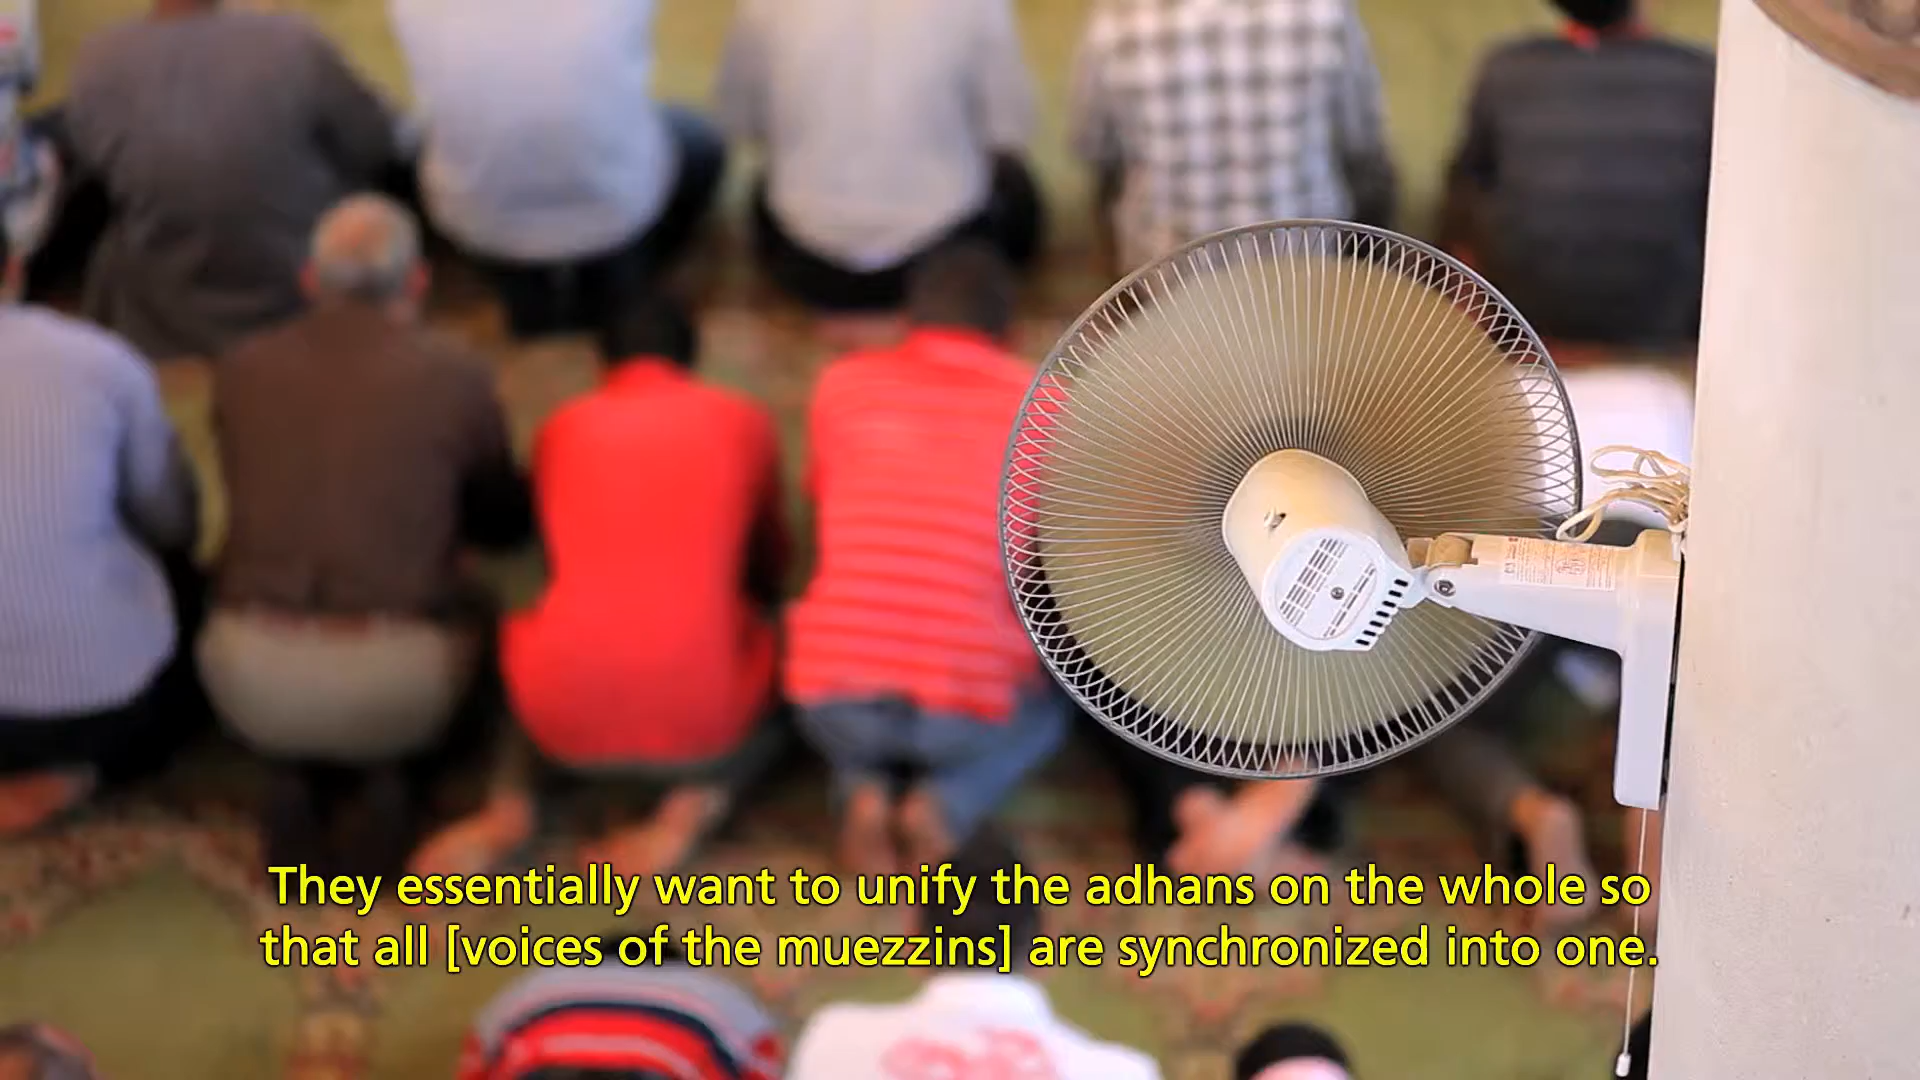 They essentially want to unify the adhans on the whole so
that all [voices of the muezzins] are synchronized into one.